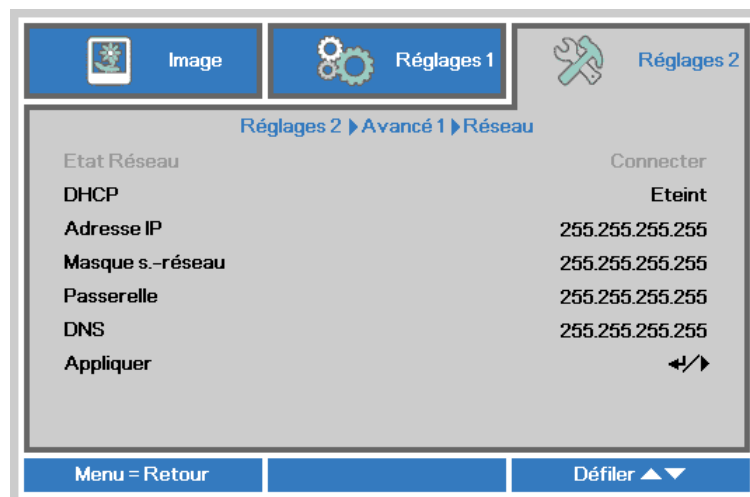 Image Réglages 1 Réglages 2
Réglages 2 Avancé 1 Réseau
Etat Réseau Connecter
DHCP Eteint
Adresse IP 255.255.255.255
Masque s.-réseau 255.255.255.255
Passerelle 255.255.255.255
DNS 255.255.255.255
Appliquer
Menu = Retour Défiler